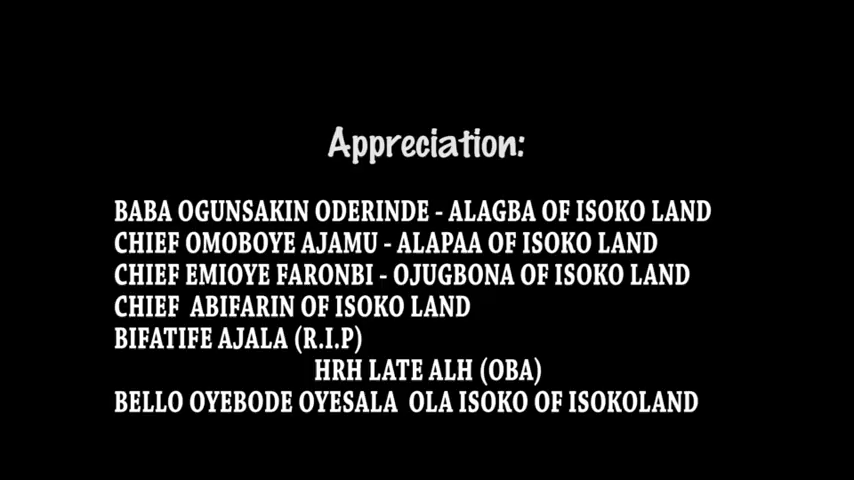 Appreciation:
BABA OGUNSAKIN ODERINDE - ALAGBA OF ISOKO LAND
CHIEF OMOBOYE AJAMU - ALAPAA OF ISOKO LAND
CHIEF EMIOYE FARONBI - OJUGBONA OF ISOKO LAND
CHIEF ABIFARIN OF ISOKO LAND
BIFATIFE AJALA (R.I.P)
HRH LATE ALH (OBA)
BELLO OYEBODE OYESALA OLA ISOKO OF ISOKOLAND